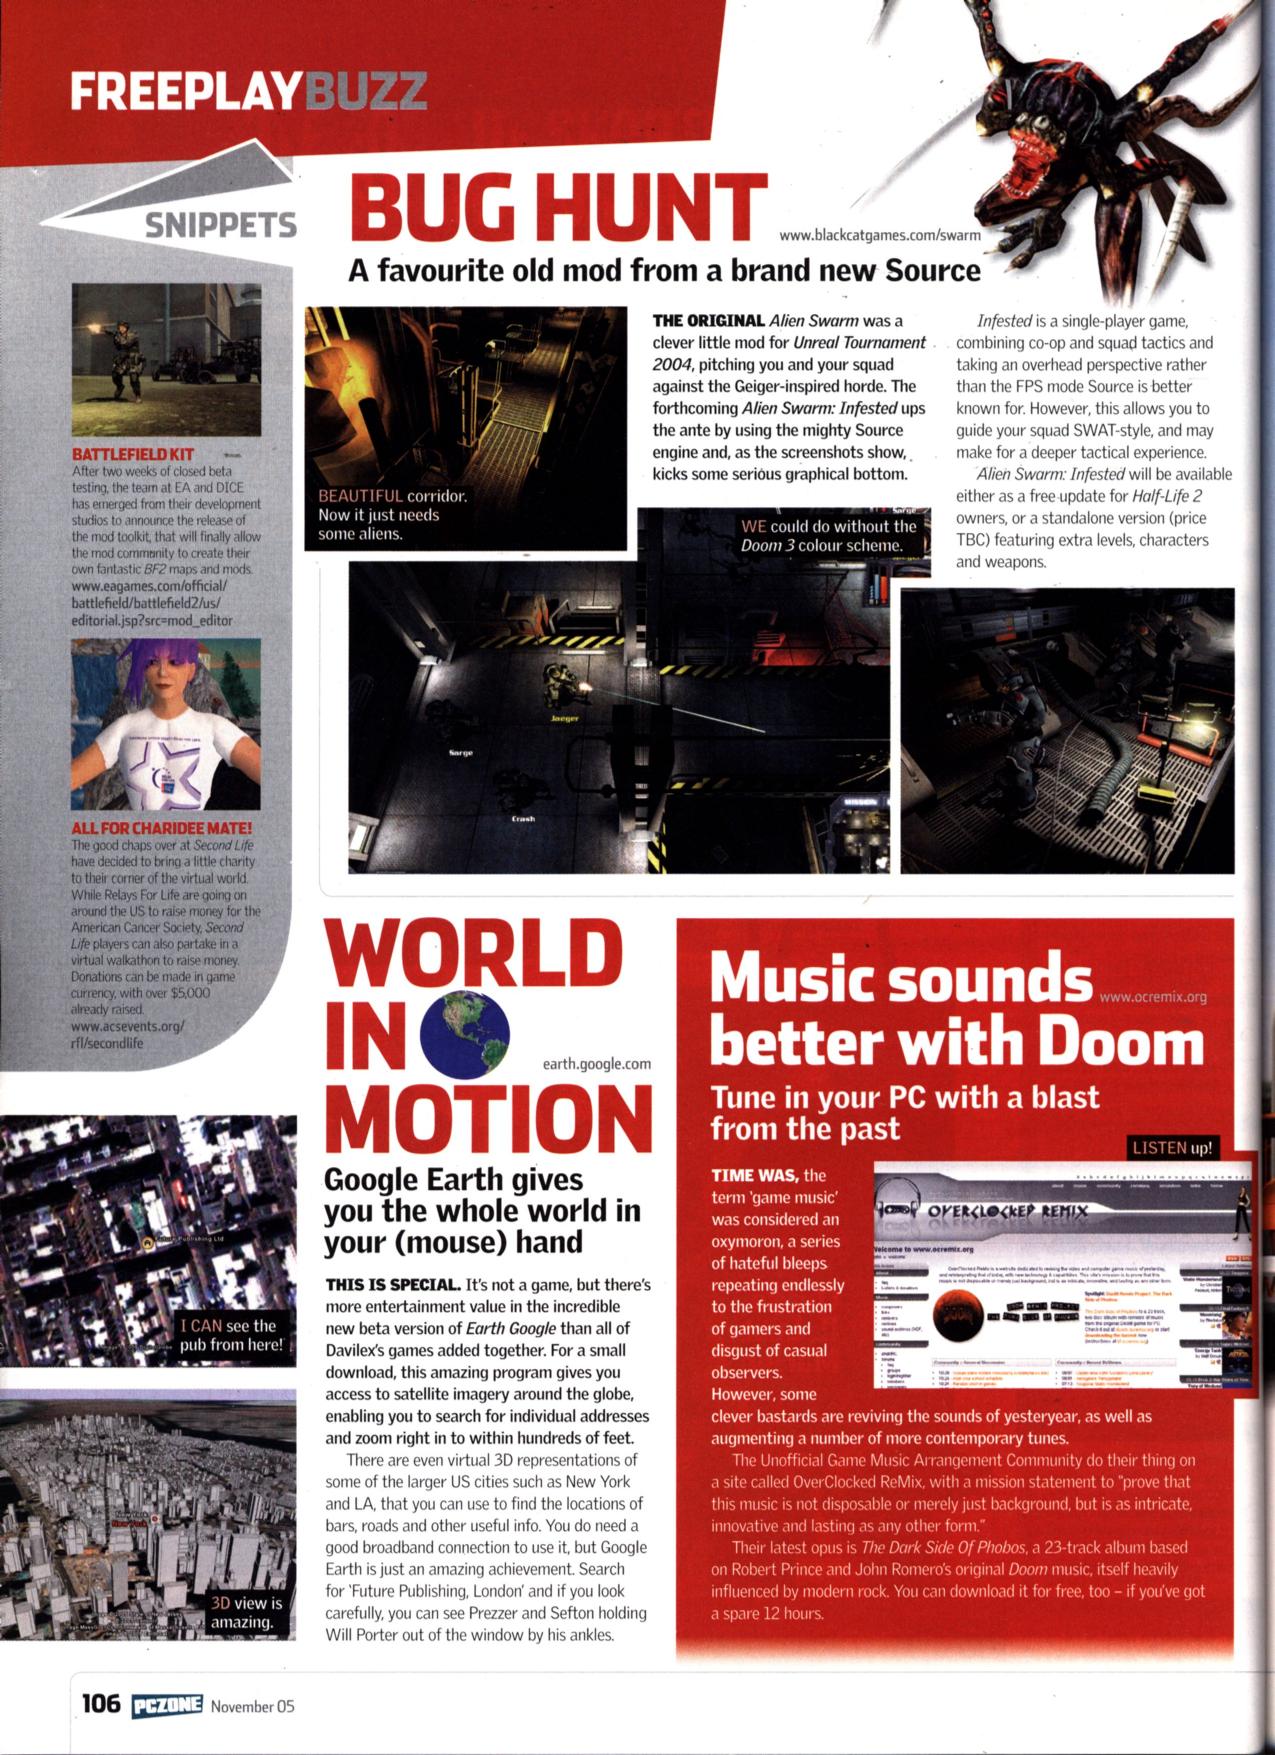 FREEPLAYBUZZ
SNIPPETS
BATTLEFIELD KIT
After two weeks of closed beta
testing, the team at EA and DICE
has emerged from their development
studios to announce the release of
the mod toolkit, that will finally allow
the mod community to create their
own fantastic BF2 maps and mods.
www.eagames.com/official/
battlefield/battlefield2/us/
editorial.jsp?src=mod_editor
ALL FOR CHARIDEE MATE!
The good chaps over at Second Life
have decided to bring a little charity
to their corner of the virtual world.
While Relays For Life are going on
around the US to raise money for the
American Cancer Society, Second
Life players can also partake in a
virtual walkathon to raise money.
Donations can be made in game
currency, with over $5,000
already raised.
www.acsevents.org/
rfl/secondlife
BUG HUNT
www.blackcatgames.com/swarm
A favourite old mod from a brand new Source
BEAUTIFUL corridor.
Now it just needs
some aliens.
THE ORIGINAL Alien Swarm was a
clever little mod for Unreal Tournament
2004, pitching you and your squad
against the Geiger-inspired horde. The
forthcoming Alien Swarm: Infested ups
the ante by using the mighty Source
engine and, as the screenshots show,
kicks some serious graphical bottom.
Infested is a single-player game,
combining co-op and squad tactics and
taking an overhead perspective rather
than the FPS mode Source is better
known for. However, this allows you to
guide your squad SWAT-style, and may
make for a deeper tactical experience.
Alien Swarm: Infested will be available
either as a free update for Half-Life 2
owners, or a standalone version (price
TBC) featuring extra levels, characters
and weapons.
Sarge
WE could do without the
Doom 3 colour scheme.
Jaeger
Sarge
Crash
MISSION
WORLD
IN
MOTION
earth.google.com
Google Earth gives
you the whole world in
your (mouse) hand
THIS IS SPECIAL. It's not a game, but there's
more entertainment value in the incredible
new beta version of Earth Google than all of
Davilex's games added together. For a small
download, this amazing program gives you
access to satellite imagery around the globe,
enabling you to search for individual addresses
and zoom right in to within hundreds of feet.
There are even virtual 3D representations of
some of the larger US cities such as New York
and LA, that you can use to find the locations of
bars, roads and other useful info. You do need a
good broadband connection to use it, but Google
Earth is just an amazing achievement. Search
for 'Future Publishing, London' and if you look
carefully, you can see Prezzer and Sefton holding
Will Porter out of the window by his ankles.
Future Publishing Ltd
I CAN see the
pub from here!
New York
New York
3D view is
amazing.
Music sounds
www.ocremix.org
better with Doom
Tune in your PC with a blast
from the past
LISTEN up!
TIME WAS, the
term 'game music'
was considered an
oxymoron, a series
of hateful bleeps
repeating endlessly
to the frustration
of gamers and
disgust of casual
observers.
However, some
clever bastards are reviving the sounds of yesteryear, as well as
augmenting a number of more contemporary tunes.
The Unofficial Game Music Arrangement Community do their thing on
a site called OverClocked ReMix, with a mission statement to "prove that
this music is not disposable or merely just background, but is as intricate,
innovative and lasting as any other form."
Their latest opus is The Dark Side Of Phobos, a 23-track album based
on Robert Prince and John Romero's original Doom music, itself heavily
influenced by modern rock. You can download it for free, too – if you've got
a spare 12 hours.
OVERCLOCKED REMIX
Welcome to www.ocremix.org
106 PCZONE November 05